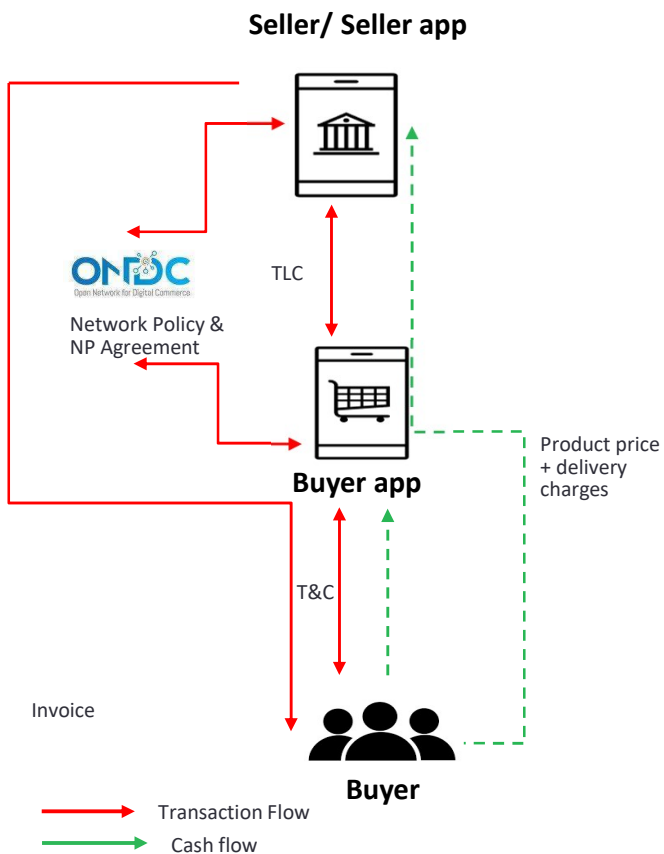 Seller/ Seller app
ONDC
Open Network for Digital Commerce
TLC
Network Policy &
NP Agreement
Buyer app
Product price
+ delivery
charges
T&C
Invoice
Buyer
Transaction Flow
Cash flow